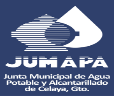 JUMAPA
Junta Municipal de Agua
Potable y Alcantarillado
de Celaya, Gto.